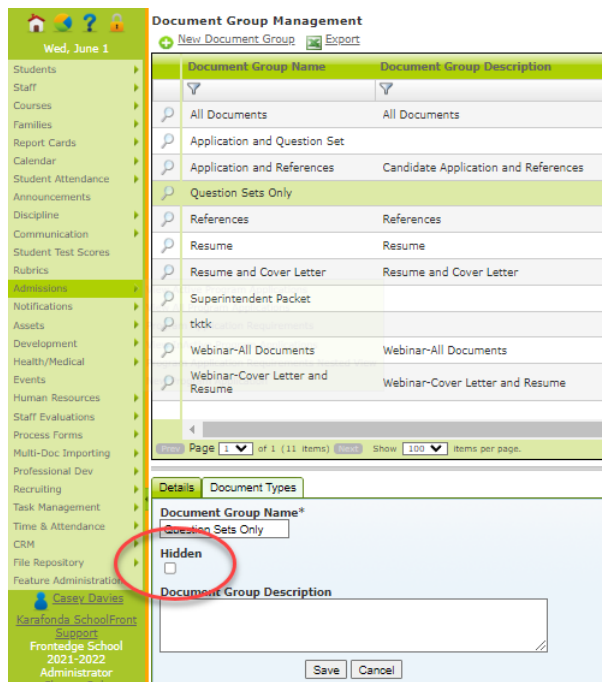 Wed, June 1
Students
Staff
Courses
Families
Report Cards
Calendar
Student Attendance
Announcements
Discipline
Communication
Student Test Scores
Rubrics
Admissions
Notifications
Assets
Development
Health/Medical
Events
Human Resources
Staff Evaluations
Process Forms
Multi-Doc Importing
Professional Dev
Recruiting
Task Management
Time & Attendance
CRM
File Repository
Feature Administration
Casey Davies
Karafonda SchoolFront
Support
Frontedge School
2021-2022
Administrator
Document Group Management
New Document Group Export
Document Group Name Document Group Description
All Documents All Documents
Application and Question Set
Application and References Candidate Application and References
Question Sets Only
References References
Resume Resume
Resume and Cover Letter Resume and Cover Letter
Superintendent Packet
tktk
Webinar-All Documents Webinar-All Documents
Webinar-Cover Letter and
Resume Webinar-Cover Letter and Resume
Prev Page 1 of 1 (11 items) Next Show 100 items per page.
Details Document Types
Document Group Name*
Question Sets Only
Hidden
Document Group Description
Save Cancel